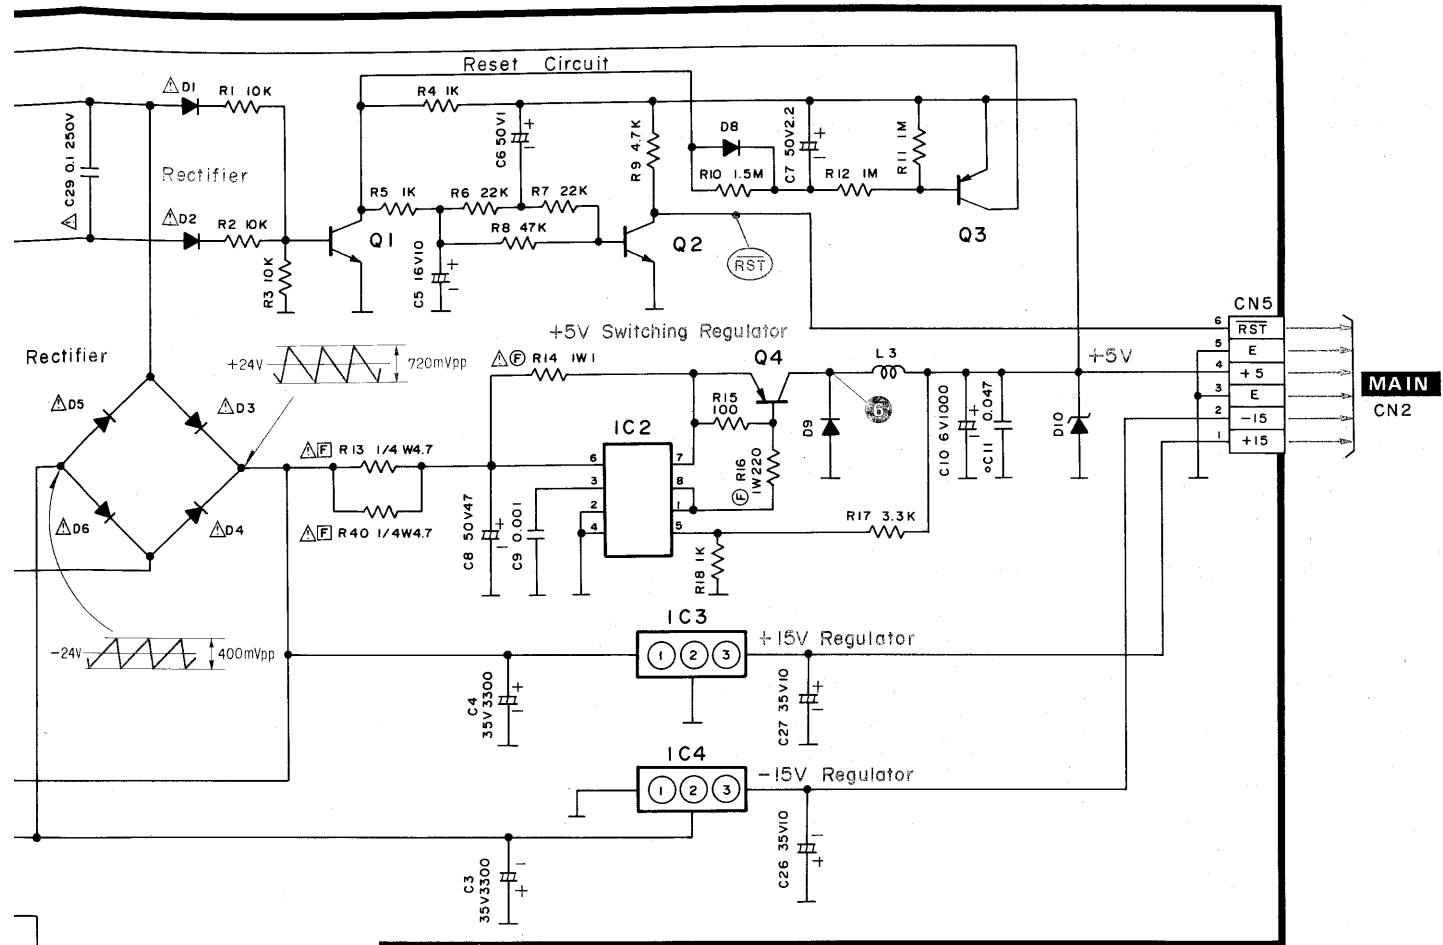 Reset Circuit
⚠D1
R1 10K
R4 1K
C6 50V1
+
−
R9 4.7K
D8
C7 50V2.2
+
−
R11 1M
C29 0.1 250V
⚠
Rectifier
R10 1.5M
R12 1M
R5 1K
R6 22K
R7 22K
⚠D2
R2 10K
R8 47K
Q1
Q2
Q3
R3 10K
C5 16V10
+
−
RST
CN5
+5V Switching Regulator
6 RST
5 E
4 +5
3 E
2 −15
1 +15
MAIN
CN2
Rectifier
+24V
720mVpp
⚠Ⓕ R14 1W1
Q4
L3
+5V
⚠D5
⚠D3
R15
100
6
D9
C10 6V1000
+
−
C11 0.047
D10
IC2
⚠F R13 1/4W4.7
6
7
3
8
2
1
4
5
Ⓕ R16
1W220
⚠D6
⚠D4
⚠F R40 1/4W4.7
C8 50V47
+
−
C9 0.001
R17 3.3K
R18 1K
−24V
400mVpp
IC3
+15V Regulator
1 2 3
C4
35V3300
+
−
C27 35V10
+
−
IC4
−15V Regulator
1 2 3
C3
35V3300
−
+
C26 35V10
−
+